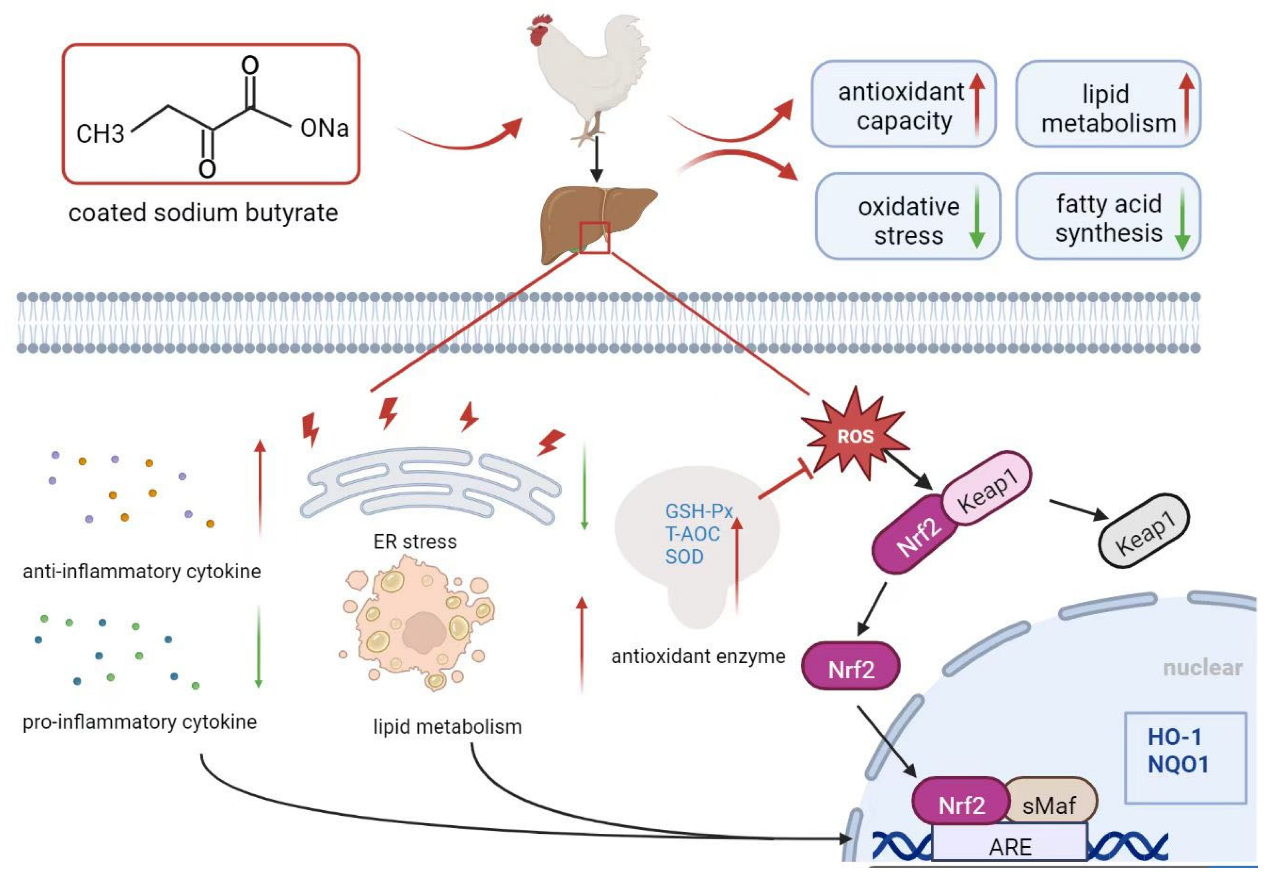 O
CH3
ONa
O
coated sodium butyrate
antioxidant
capacity
lipid
metabolism
oxidative
stress
fatty acid
synthesis
ROS
Keap1
Nrf2
Keap1
GSH-Px
T-AOC
SOD
antioxidant enzyme
ER stress
anti-inflammatory cytokine
pro-inflammatory cytokine
lipid metabolism
Nrf2
nuclear
HO-1
NQO1
Nrf2
sMaf
ARE